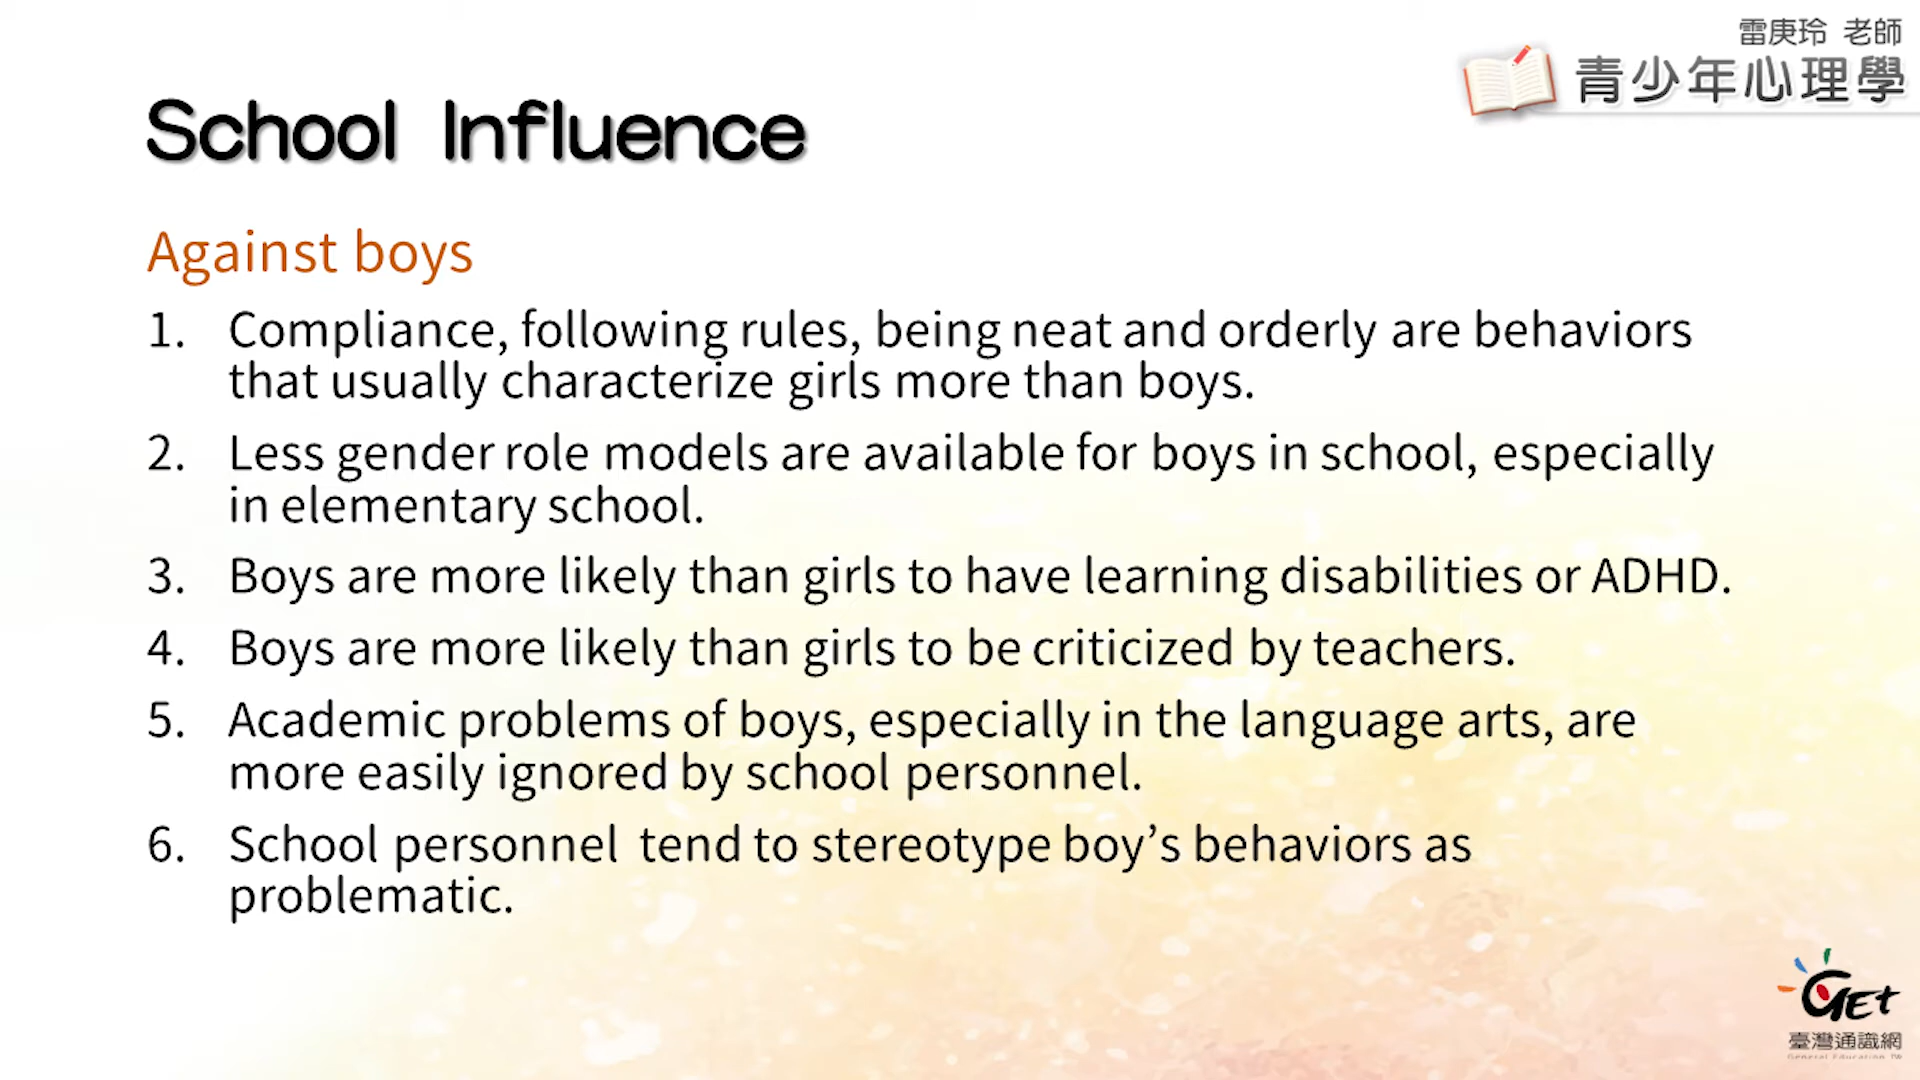 雷庚玲 老師
青少年心理學
School Influence
Against boys
1. Compliance, following rules, being neat and orderly are behaviors
that usually characterize girls more than boys.
2. Less gender role models are available for boys in school, especially
in elementary school.
3. Boys are more likely than girls to have learning disabilities or ADHD.
4. Boys are more likely than girls to be criticized by teachers.
5. Academic problems of boys, especially in the language arts, are
more easily ignored by school personnel.
6. School personnel tend to stereotype boy’s behaviors as
problematic.
GEt
臺灣通識網
General Education TW